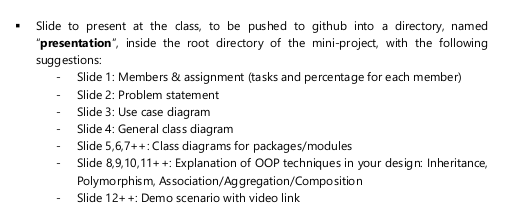 ▪ Slide to present at the class, to be pushed to github into a directory, named
"presentation", inside the root directory of the mini-project, with the following
suggestions:
- Slide 1: Members & assignment (tasks and percentage for each member)
- Slide 2: Problem statement
- Slide 3: Use case diagram
- Slide 4: General class diagram
- Slide 5,6,7++: Class diagrams for packages/modules
- Slide 8,9,10,11++: Explanation of OOP techniques in your design: Inheritance,
Polymorphism, Association/Aggregation/Composition
- Slide 12++: Demo scenario with video link